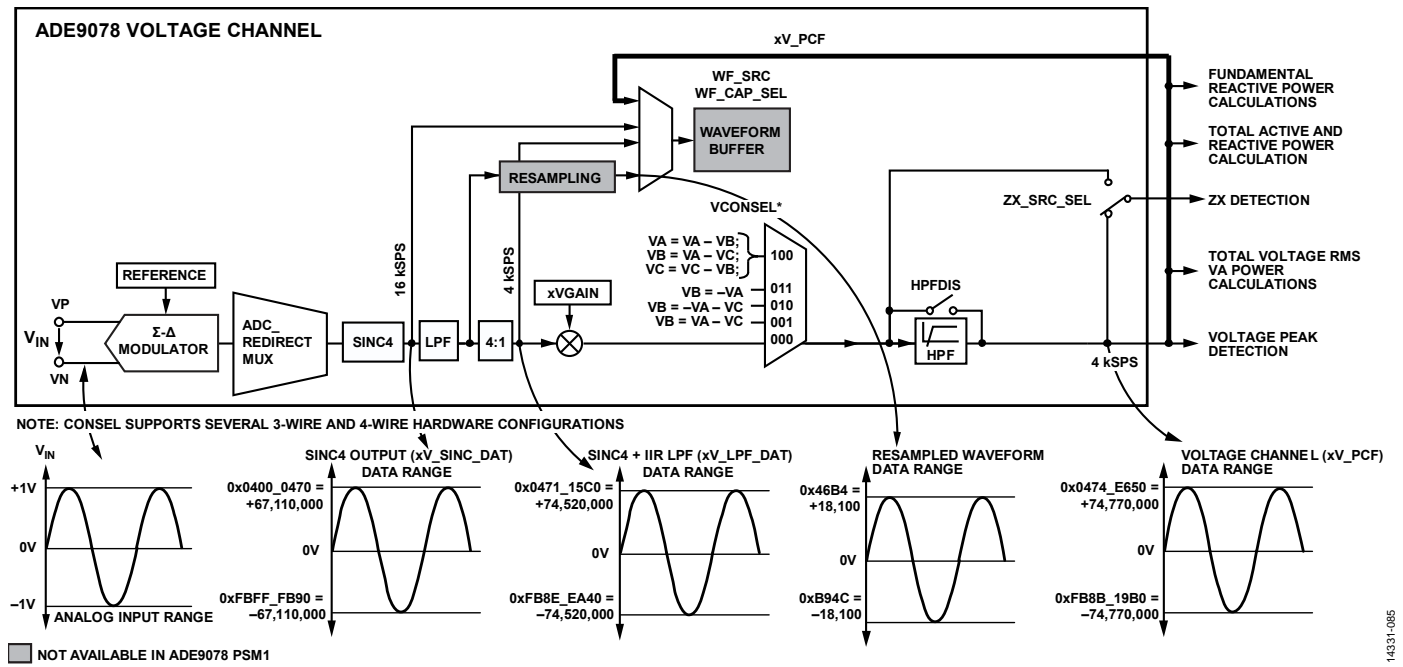 ADE9078 VOLTAGE CHANNEL
xV_PCF
WF_SRC
WF_CAP_SEL
WAVEFORM
BUFFER
RESAMPLING
16 kSPS
4 kSPS
VCONSEL*
VA = VA – VB;
VB = VA – VC;
VC = VC – VB;
100
VB = –VA
011
VB = –VA – VC
010
VB = VA – VC
001
000
REFERENCE
VP
VIN
VN
Σ-Δ
MODULATOR
ADC_
REDIRECT
MUX
SINC4
LPF
4:1
xVGAIN
HPFDIS
HPF
ZX_SRC_SEL
4 kSPS
FUNDAMENTAL
REACTIVE POWER
CALCULATIONS
TOTAL ACTIVE AND
REACTIVE POWER
CALCULATION
ZX DETECTION
TOTAL VOLTAGE RMS
VA POWER
CALCULATIONS
VOLTAGE PEAK
DETECTION
NOTE: CONSEL SUPPORTS SEVERAL 3-WIRE AND 4-WIRE HARDWARE CONFIGURATIONS
VIN
+1V
0V
–1V
ANALOG INPUT RANGE
SINC4 OUTPUT (xV_SINC_DAT)
DATA RANGE
0x0400_0470 =
+67,110,000
0V
0xFBFF_FB90 =
–67,110,000
SINC4 + IIR LPF (xV_LPF_DAT)
DATA RANGE
0x0471_15C0 =
+74,520,000
0V
0xFB8E_EA40 =
–74,520,000
RESAMPLED WAVEFORM
DATA RANGE
0x46B4 =
+18,100
0V
0xB94C =
–18,100
VOLTAGE CHANNEL (xV_PCF)
DATA RANGE
0x0474_E650 =
+74,770,000
0V
0xFB8B_19B0 =
–74,770,000
NOT AVAILABLE IN ADE9078 PSM1
14331-085